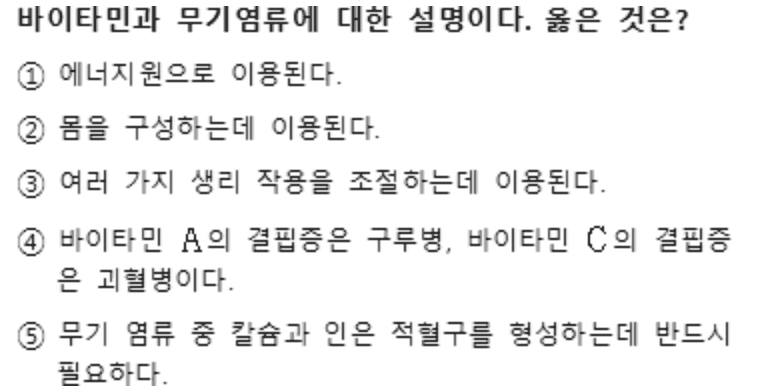 바이타민과 무기염류에 대한 설명이다. 옳은 것은?
① 에너지원으로 이용된다.
② 몸을 구성하는데 이용된다.
③ 여러 가지 생리 작용을 조절하는데 이용된다.
④ 바이타민 A의 결핍증은 구루병, 바이타민 C의 결핍증
은 괴혈병이다.
⑤ 무기 염류 중 칼슘과 인은 적혈구를 형성하는데 반드시
필요하다.